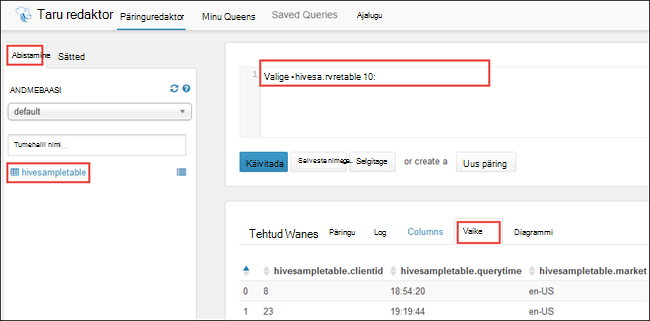 Taru redaktor Päringuredaktor Minu Queens Saved Queries Ajalugu
Abistamine Sätted
ANDMEBAASI
default
Tumehaill nimi...
hivesampletable
1 Valige • hivesa.rvretable 10:
Käivitada Salvesta nimega... Selgitage or create a Uus päring
Tehtud Wanes Päringu Log Columns Vaike Diagrammi
hivesampletable.clientid hivesampletable.querytime hivesampletable.market
0 8 18:54:20 en-US
1 23 19:19:44 en-US